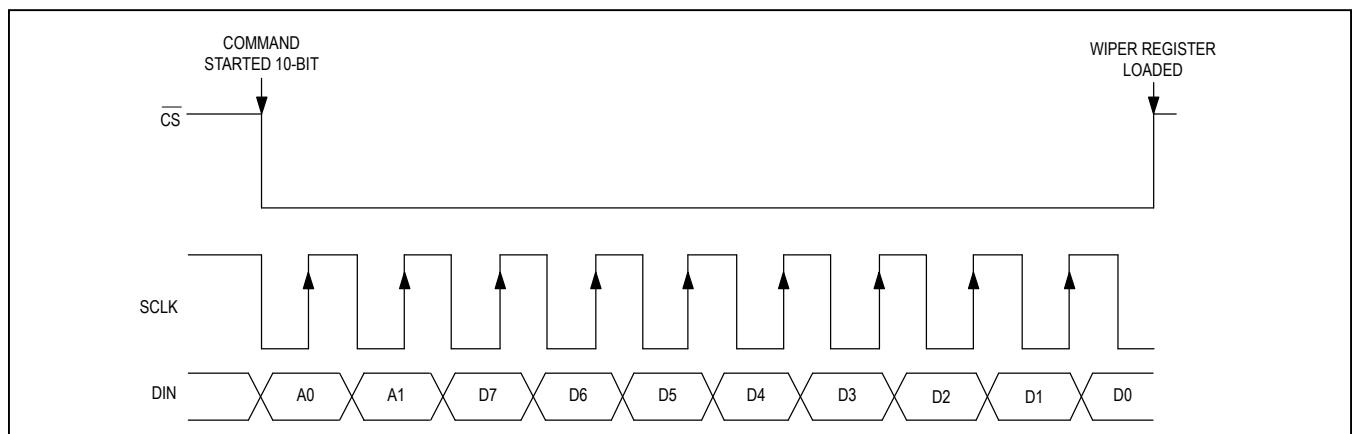 COMMAND
STARTED 10-BIT
WIPER REGISTER
LOADED
CS
SCLK
DIN
A0 A1 D7 D6 D5 D4 D3 D2 D1 D0